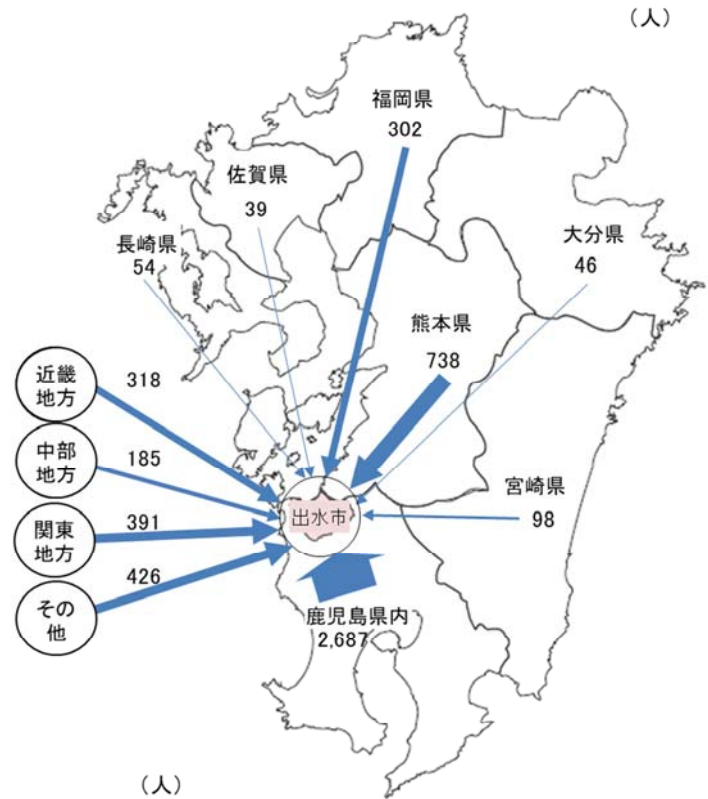 （人）
福岡県
302
佐賀県
39
長崎県
54
大分県
46
熊本県
738
近畿
地方
318
中部
地方
185
関東
地方
391
その
他
426
出水市
宮崎県
98
鹿児島県内
2,687
（人）